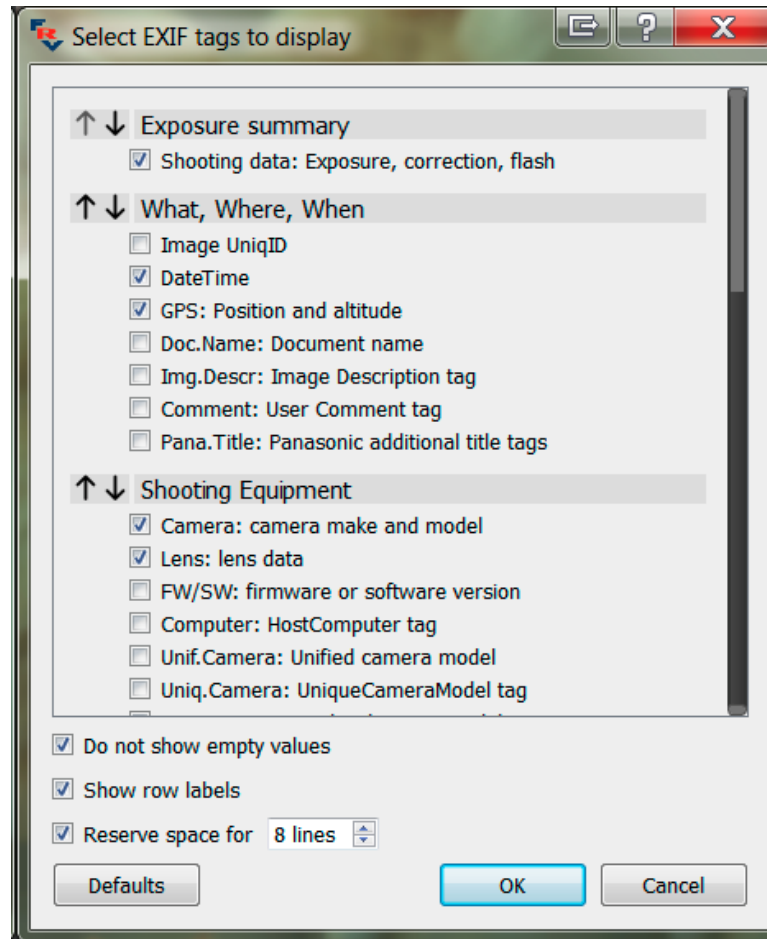 Select EXIF tags to display
Exposure summary
Shooting data: Exposure, correction, flash
What, Where, When
Image UniqID
DateTime
GPS: Position and altitude
Doc.Name: Document name
Img.Descr: Image Description tag
Comment: User Comment tag
Pana.Title: Panasonic additional title tags
Shooting Equipment
Camera: camera make and model
Lens: lens data
FW/SW: firmware or software version
Computer: HostComputer tag
Unif.Camera: Unified camera model
Uniq.Camera: UniqueCameraModel tag
Do not show empty values
Show row labels
Reserve space for 8 lines
Defaults OK Cancel